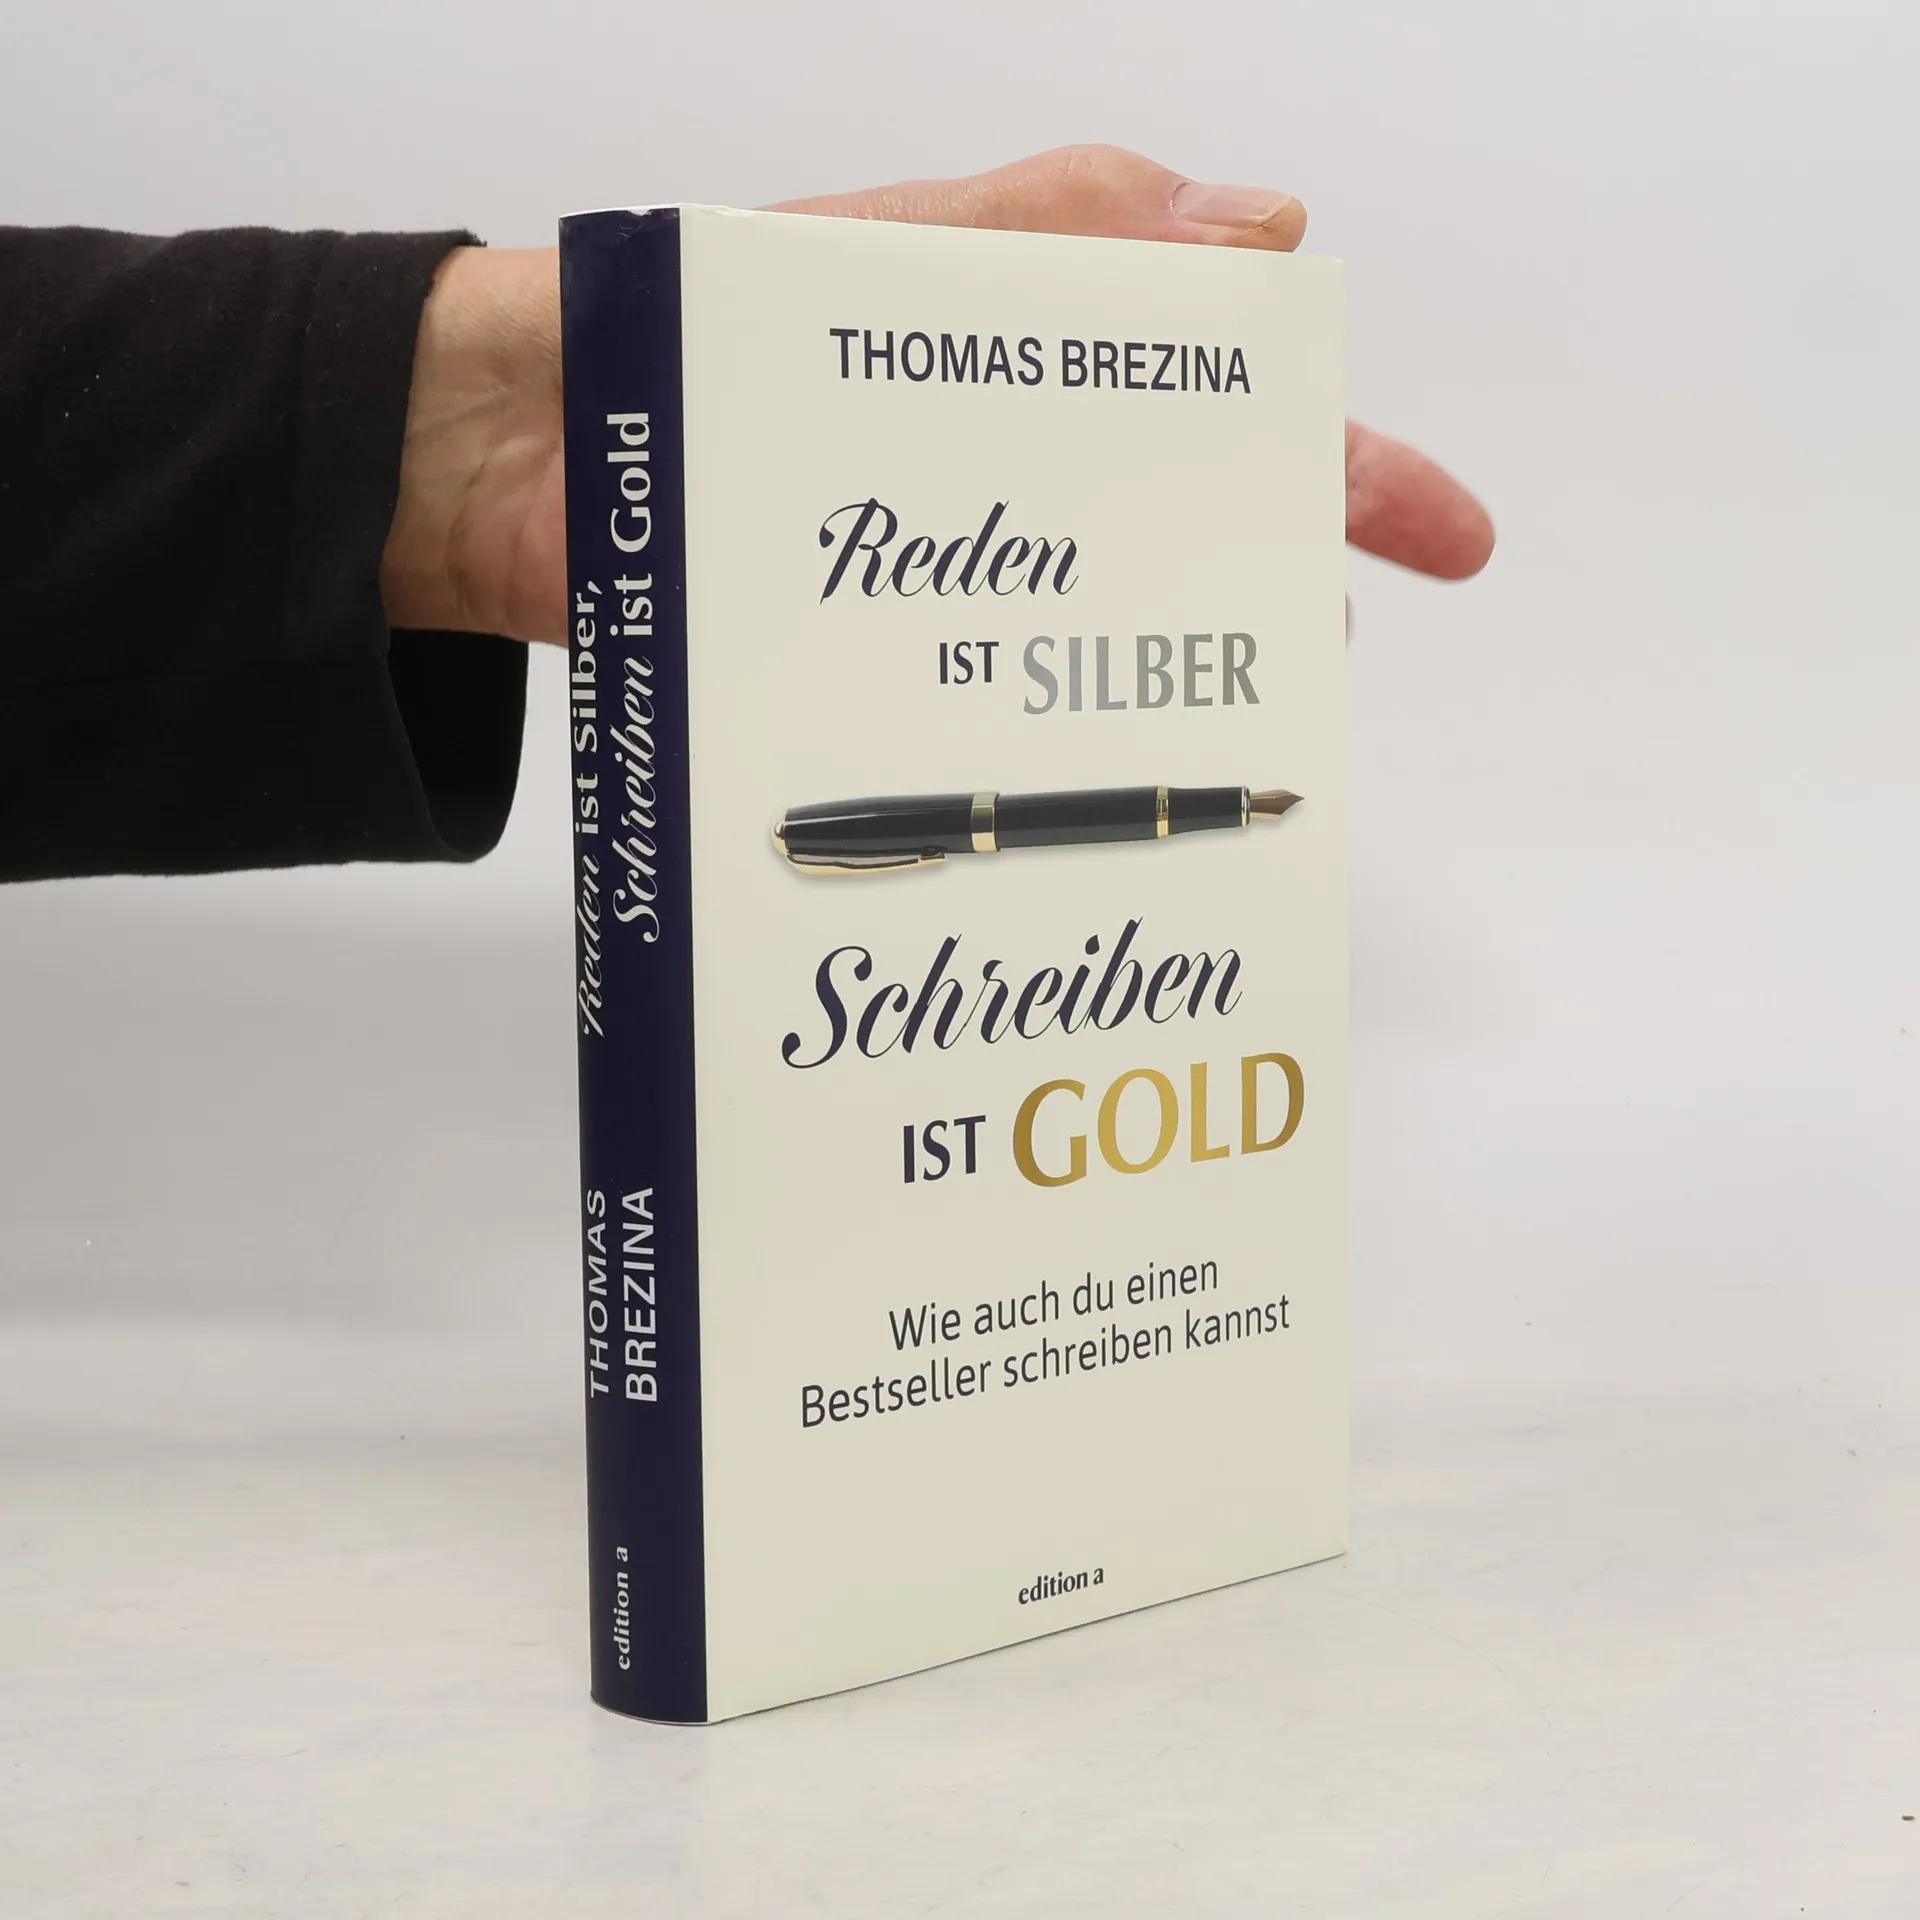 Reden ist Silber,
Schreiben ist Gold
THOMAS
BREZINA
edition a
THOMAS BREZINA
Reden
IST SILBER
Schreiben
IST GOLD
Wie auch du einen
Bestseller schreiben kannst
edition a